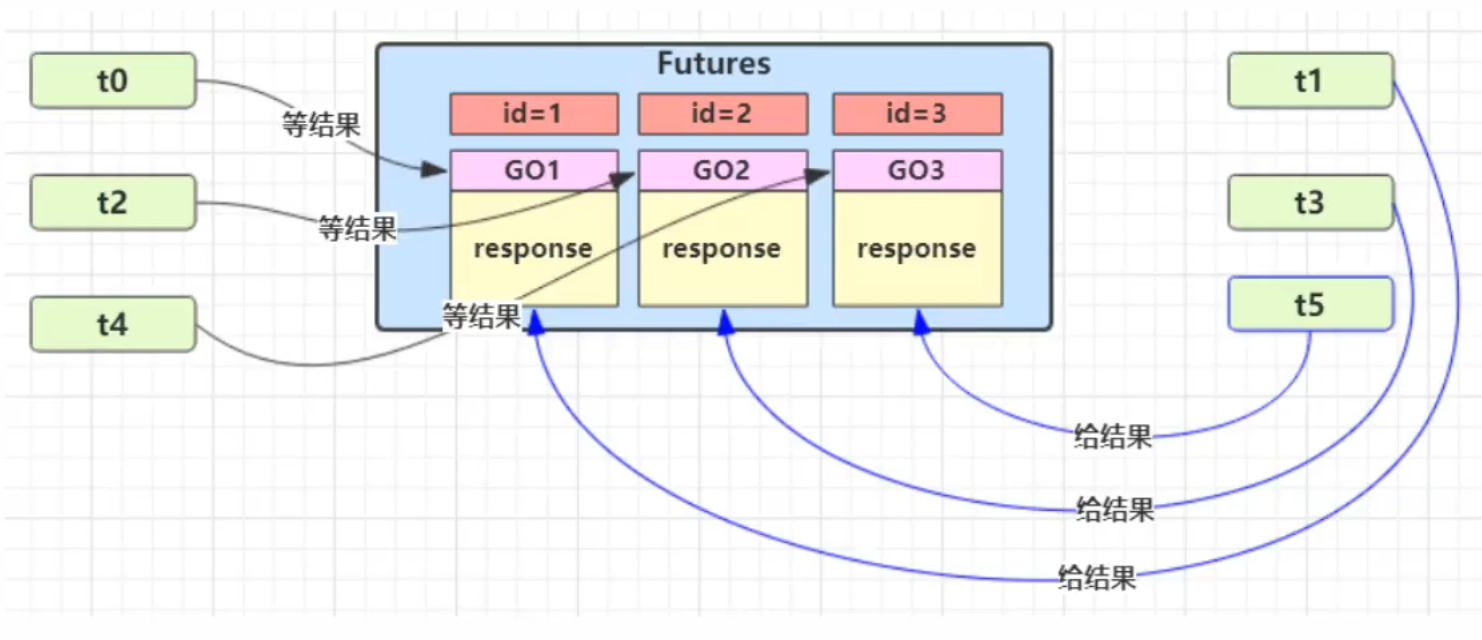 Futures
t0
t1
id=1
id=2
id=3
等结果
GO1
GO2
GO3
t2
t3
等结果
response
response
response
t4
t5
等结果
给结果
给结果
给结果